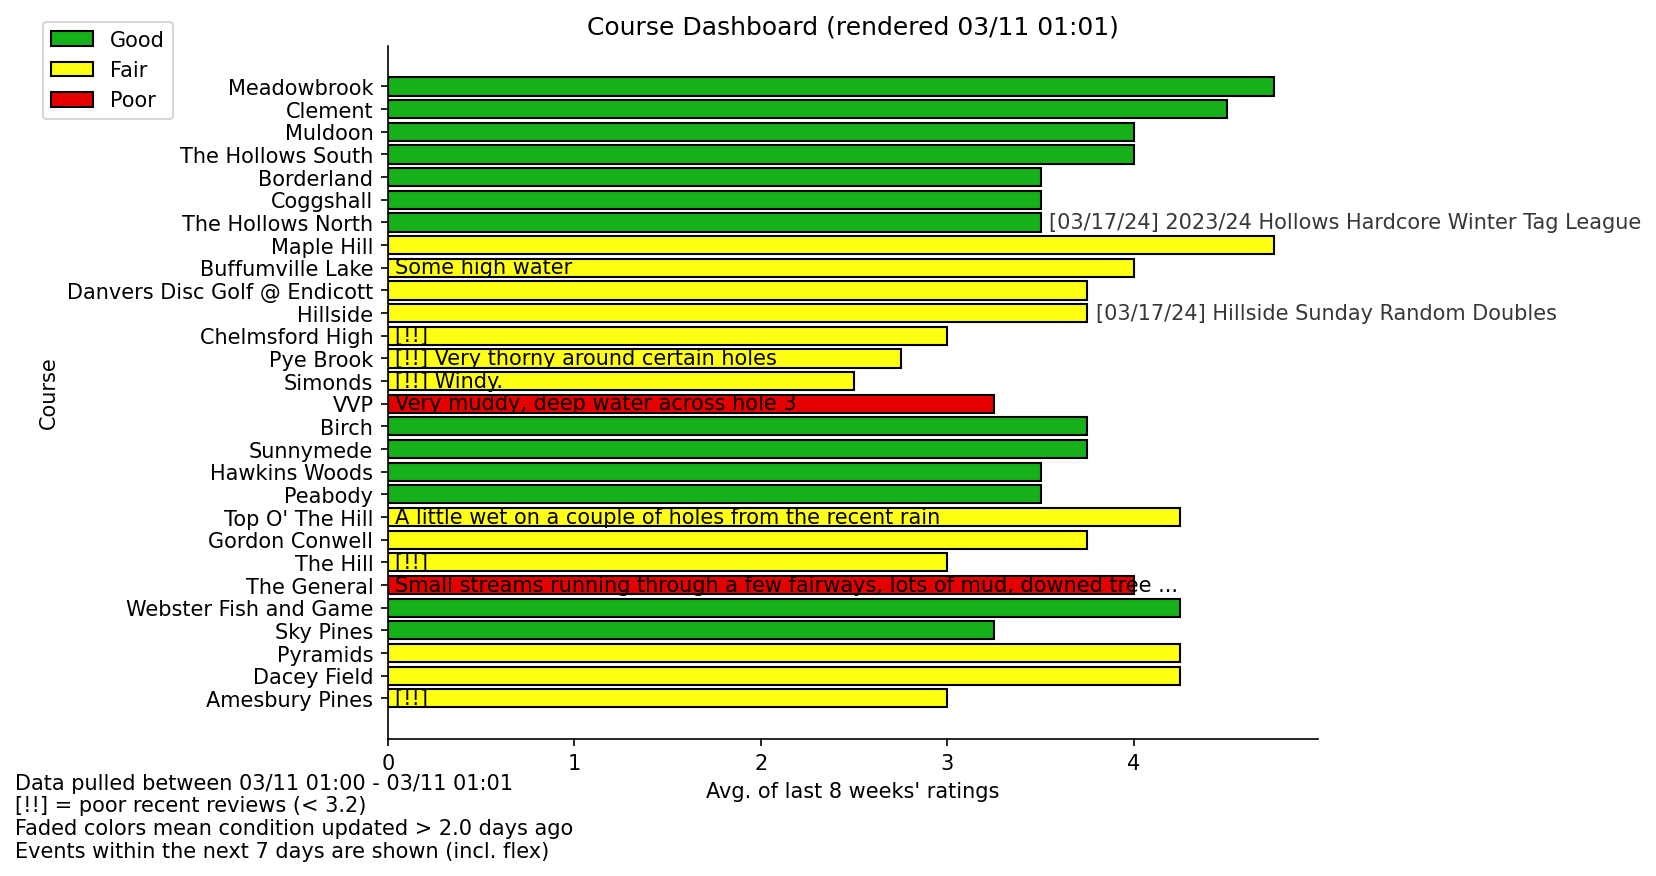 Course Dashboard (rendered 03/11 01:01)
Good
Fair
Poor
Meadowbrook
Clement
Muldoon
The Hollows South
Borderland
Coggshall
The Hollows North [03/17/24] 2023/24 Hollows Hardcore Winter Tag League
Maple Hill
Buffumville Lake Some high water
Danvers Disc Golf @ Endicott
Hillside [03/17/24] Hillside Sunday Random Doubles
Chelmsford High [!!]
Pye Brook [!!] Very thorny around certain holes
Simonds [!!] Windy.
VVP Very muddy, deep water across hole 3
Birch
Sunnymede
Hawkins Woods
Peabody
Top O' The Hill A little wet on a couple of holes from the recent rain
Gordon Conwell
The Hill [!!]
The General Small streams running through a few fairways, lots of mud, downed tree ...
Webster Fish and Game
Sky Pines
Pyramids
Dacey Field
Amesbury Pines [!!]
Course
0 1 2 3 4
Avg. of last 8 weeks' ratings
Data pulled between 03/11 01:00 - 03/11 01:01
[!!] = poor recent reviews (< 3.2)
Faded colors mean condition updated > 2.0 days ago
Events within the next 7 days are shown (incl. flex)